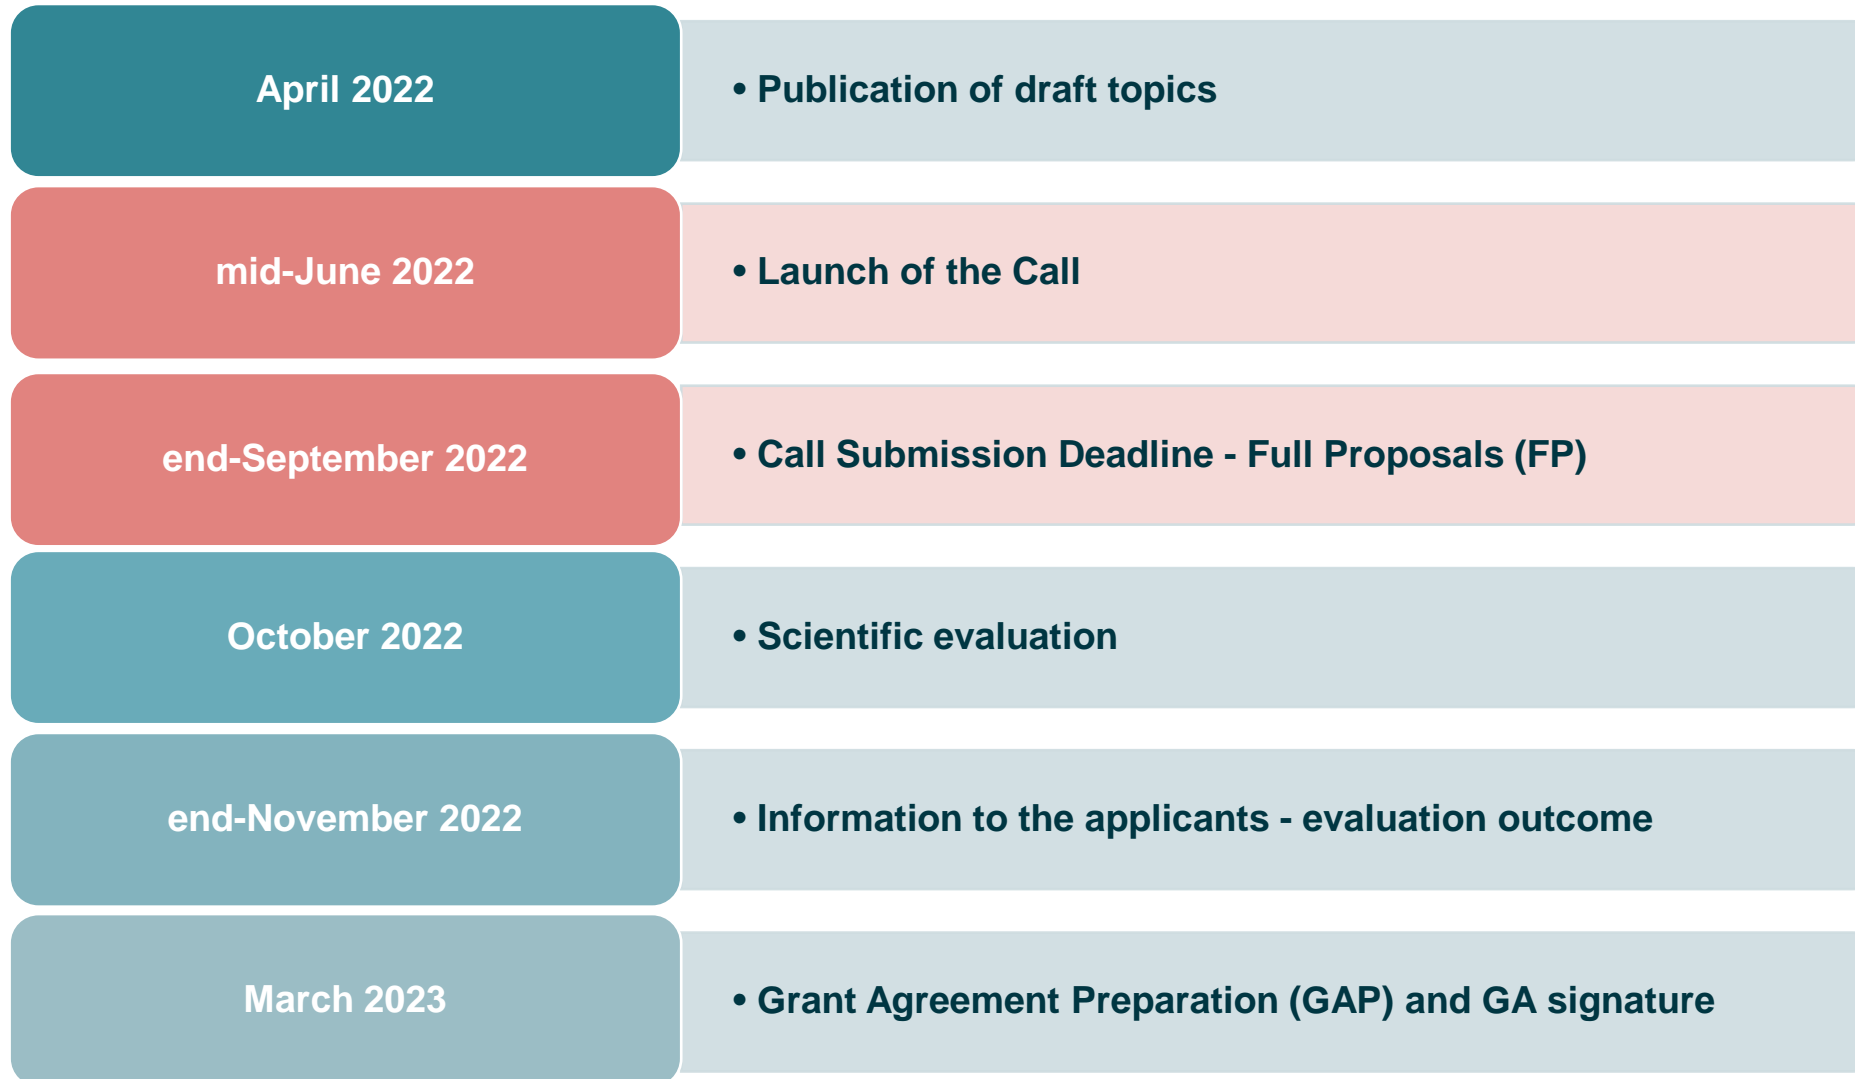 April 2022
• Publication of draft topics
mid-June 2022
• Launch of the Call
end-September 2022
• Call Submission Deadline - Full Proposals (FP)
October 2022
• Scientific evaluation
end-November 2022
• Information to the applicants - evaluation outcome
March 2023
• Grant Agreement Preparation (GAP) and GA signature